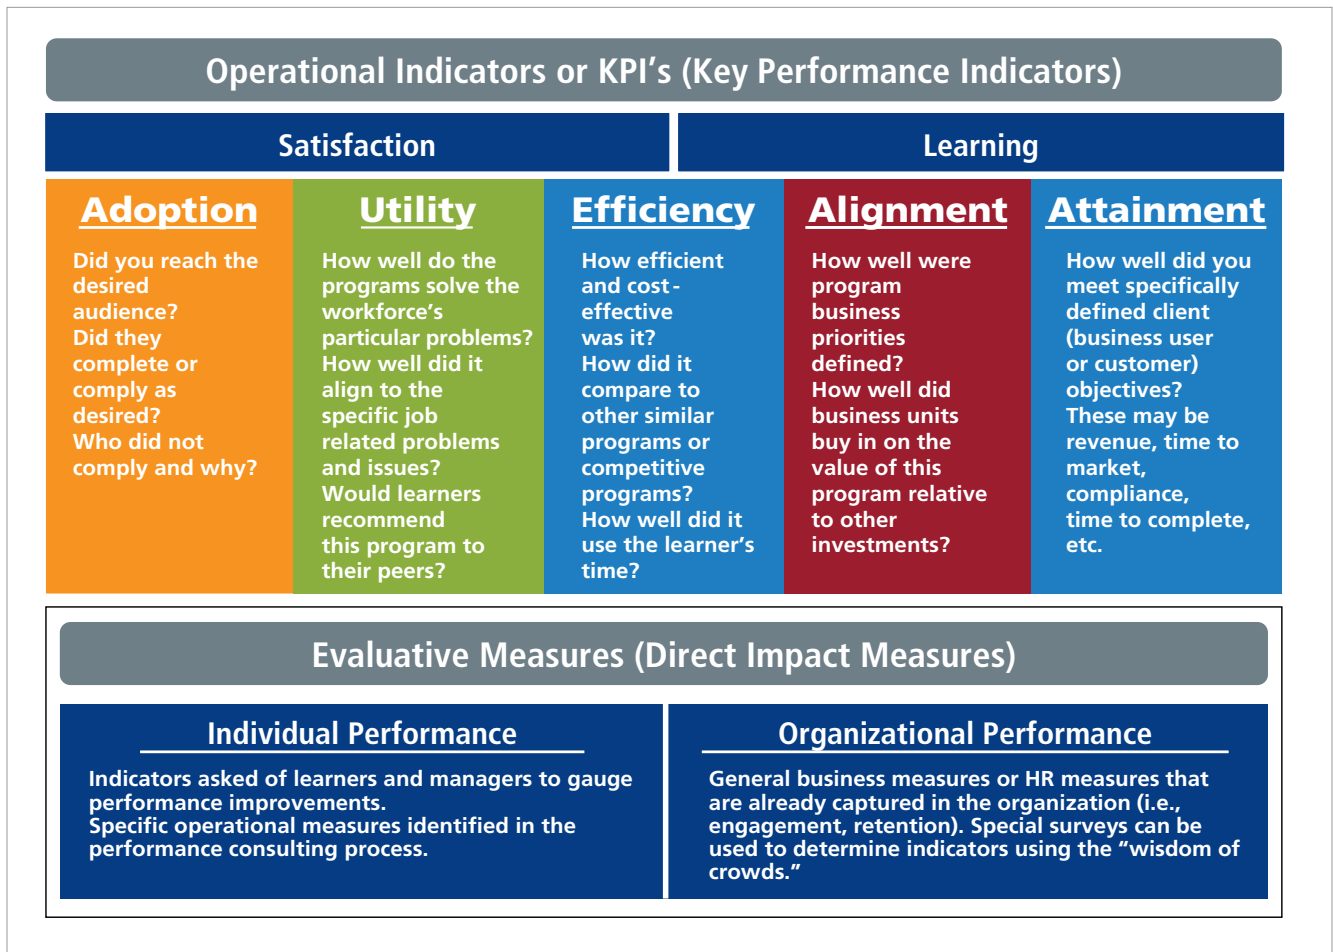 Operational Indicators or KPI's (Key Performance Indicators)
Satisfaction
Learning
Adoption
Did you reach the
desired
audience?
Did they
complete or
comply as
desired?
Who did not
comply and why?
Utility
How well do the
programs solve the
workforce's
particular problems?
How well did it
align to the
specific job
related problems
and issues?
Would learners
recommend
this program to
their peers?
Efficiency
How efficient
and cost-
effective
was it?
How did it
compare to
other similar
programs or
competitive
programs?
How well did it
use the learner's
time?
Alignment
How well were
program
business
priorities
defined?
How well did
business units
buy in on the
value of this
program relative
to other
investments?
Attainment
How well did you
meet specifically
defined client
(business user
or customer)
objectives?
These may be
revenue, time to
market,
compliance,
time to complete,
etc.
Evaluative Measures (Direct Impact Measures)
Individual Performance
Indicators asked of learners and managers to gauge
performance improvements.
Specific operational measures identified in the
performance consulting process.
Organizational Performance
General business measures or HR measures that
are already captured in the organization (i.e.,
engagement, retention). Special surveys can be
used to determine indicators using the “wisdom of
crowds.”